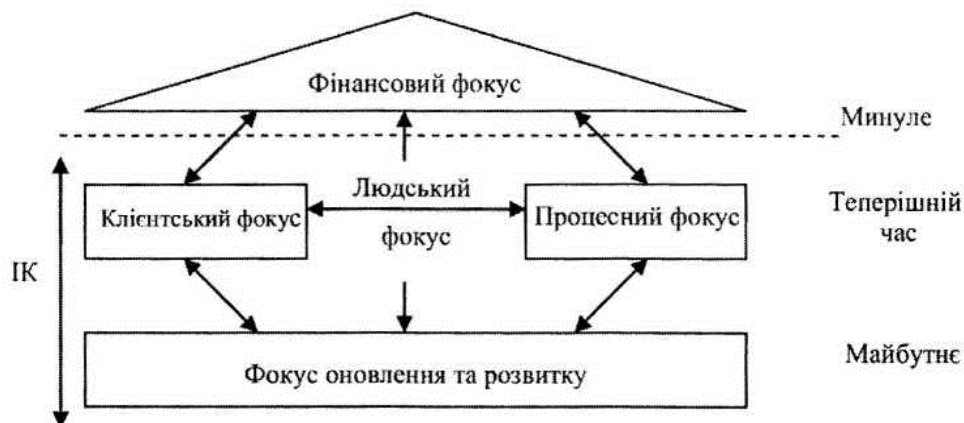 Фінансовий фокус
Минуле
Людський
фокус
Клієнтський фокус
Процесний фокус
Теперішній
час
ІК
Фокус оновлення та розвитку
Майбутнє